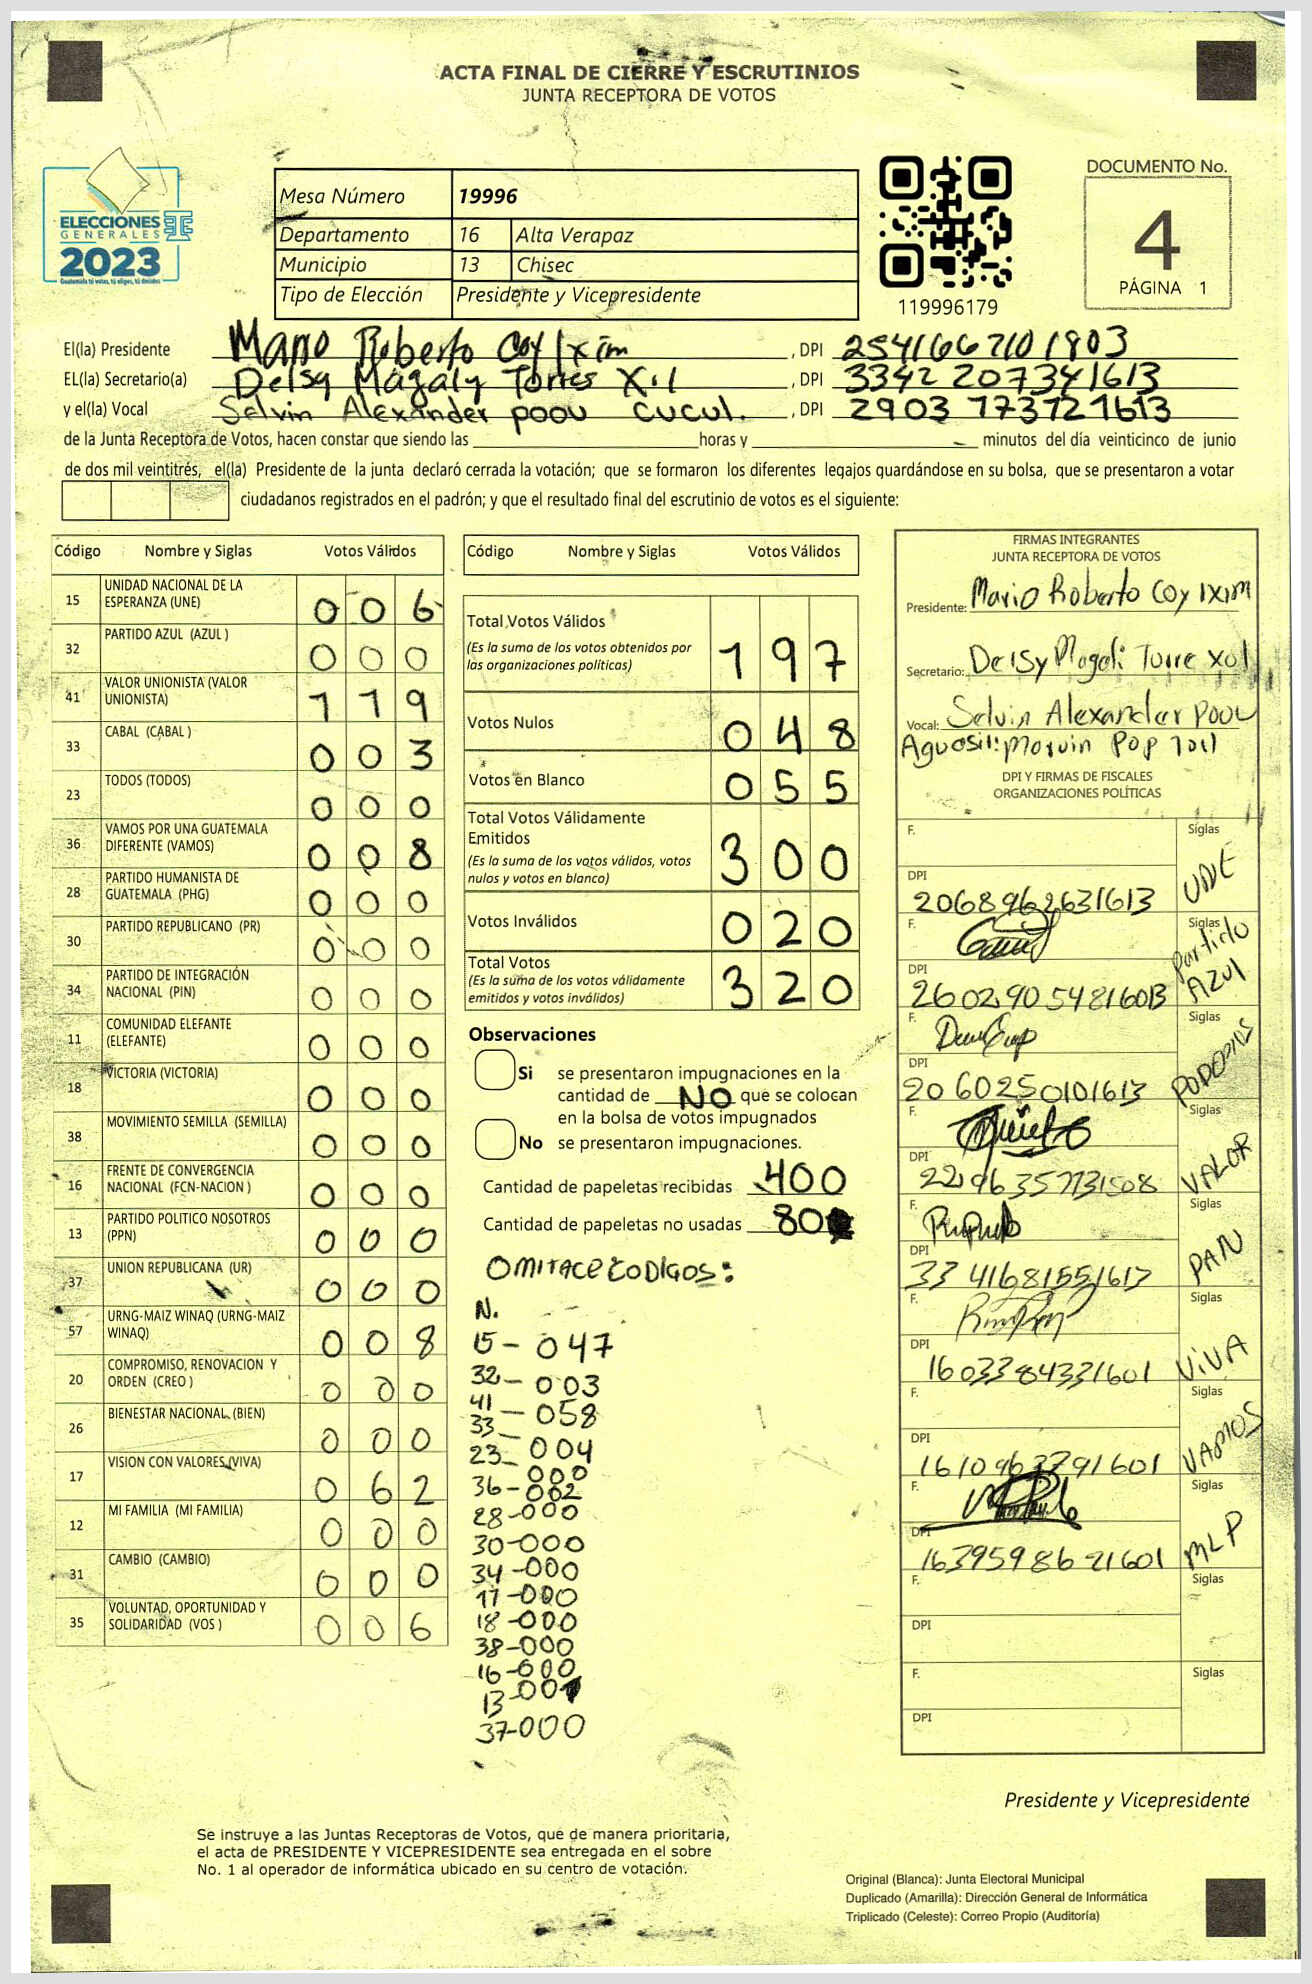 ACTA FINAL DE CIERRE Y ESCRUTINIOS
JUNTA RECEPTORA DE VOTOS
ELECCIONES
GENERALES
2023
Guatemala tú votas, tú eliges, tú decides
Mesa Número 19996
Departamento 16 Alta Verapaz
Municipio 13 Chisec
Tipo de Elección Presidente y Vicepresidente
119996179
DOCUMENTO No.
4
PÁGINA 1
El(la) Presidente Mario Roberto Coy Ixim , DPI 2541667101803
EL(la) Secretario(a) Deisy Magaly Torres Xol , DPI 3342 207341613
y el(la) Vocal Selvin Alexander poou cucul. , DPI 2903 173721613
de la Junta Receptora de Votos, hacen constar que siendo las horas y minutos del día veinticinco de junio
de dos mil veintitrés, el(la) Presidente de la junta declaró cerrada la votación; que se formaron los diferentes legajos guardándose en su bolsa, que se presentaron a votar
ciudadanos registrados en el padrón; y que el resultado final del escrutinio de votos es el siguiente:
Código Nombre y Siglas Votos Válidos
15 UNIDAD NACIONAL DE LA ESPERANZA (UNE) 0 0 6
32 PARTIDO AZUL (AZUL ) 0 0 0
41 VALOR UNIONISTA (VALOR UNIONISTA) 1 1 9
33 CABAL (CABAL ) 0 0 3
23 TODOS (TODOS) 0 0 0
36 VAMOS POR UNA GUATEMALA DIFERENTE (VAMOS) 0 0 8
28 PARTIDO HUMANISTA DE GUATEMALA (PHG) 0 0 0
30 PARTIDO REPUBLICANO (PR) 0 0 0
34 PARTIDO DE INTEGRACIÓN NACIONAL (PIN) 0 0 0
11 COMUNIDAD ELEFANTE (ELEFANTE) 0 0 0
18 VICTORIA (VICTORIA) 0 0 0
38 MOVIMIENTO SEMILLA (SEMILLA) 0 0 0
16 FRENTE DE CONVERGENCIA NACIONAL (FCN-NACION ) 0 0 0
13 PARTIDO POLITICO NOSOTROS (PPN) 0 0 0
37 UNION REPUBLICANA (UR) 0 0 0
57 URNG-MAIZ WINAQ (URNG-MAIZ WINAQ) 0 0 8
20 COMPROMISO, RENOVACION Y ORDEN (CREO ) 0 0 0
26 BIENESTAR NACIONAL (BIEN) 0 0 0
17 VISION CON VALORES (VIVA) 0 6 2
12 MI FAMILIA (MI FAMILIA) 0 0 0
31 CAMBIO (CAMBIO) 0 0 0
35 VOLUNTAD, OPORTUNIDAD Y SOLIDARIDAD (VOS ) 0 0 6
Código Nombre y Siglas Votos Válidos
Total Votos Válidos 1 9 7
(Es la suma de los votos obtenidos por
las organizaciones políticas)
Votos Nulos 0 4 8
Votos en Blanco 0 5 5
Total Votos Válidamente
Emitidos 3 0 0
(Es la suma de los votos válidos, votos
nulos y votos en blanco)
Votos Inválidos 0 2 0
Total Votos 3 2 0
(Es la suma de los votos válidamente
emitidos y votos inválidos)
Observaciones
Si se presentaron impugnaciones en la
cantidad de NO que se colocan
en la bolsa de votos impugnados
No se presentaron impugnaciones.
Cantidad de papeletas recibidas 400
Cantidad de papeletas no usadas 80
N.
15 - 047
32 - 003
41 - 058
33
23 - 004
000
36 - 002
28 - 000
30 - 000
34 - 000
11 - 000
18 - 000
38 - 000
16 - 000
13 - 001
37 - 000
FIRMAS INTEGRANTES
JUNTA RECEPTORA DE VOTOS
Presidente: Mario Roberto Coy Ixim
Secretario: Deisy Magali Torre xol
Vocal: Selvin Alexander poou
Aguosil: Marvin Pop
DPI Y FIRMAS DE FISCALES
ORGANIZACIONES POLÍTICAS
F. Siglas UNE
DPI 2068962631613
F. Siglas partido AZUL
DPI
F. Siglas PODEMOS
DPI 2060250101613
F. Siglas VALOR
DPI
F. Siglas PAN
DPI
F. Siglas VIVA
DPI 1603384331601
F. Siglas VAMOS
DPI 1610963791601
F. Siglas MLP
DPI 1639598621601
F. Siglas
DPI
F. Siglas
DPI
Presidente y Vicepresidente
Se instruye a las Juntas Receptoras de Votos, que de manera prioritaria,
el acta de PRESIDENTE Y VICEPRESIDENTE sea entregada en el sobre
No. 1 al operador de informática ubicado en su centro de votación.
Original (Blanca): Junta Electoral Municipal
Duplicado (Amarilla): Dirección General de Informática
Triplicado (Celeste): Correo Propio (Auditoría)